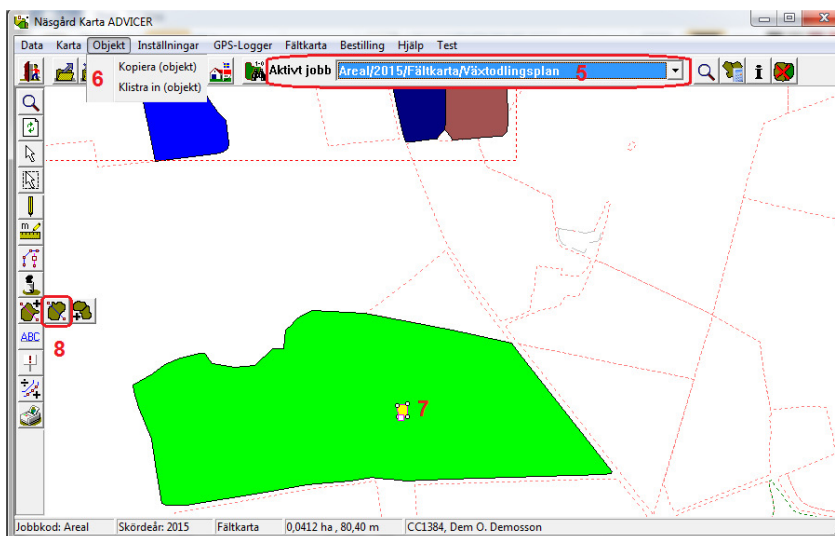 Näsgård Karta ADVICER
Data Karta Objekt Inställningar GPS-Logger Fältkarta Bestilling Hjälp Test
6 Kopiera (objekt)
Klistra in (objekt)
1-0
Aktivt jobb Areal/2015/Fältkarta/Växtodlingsplan 5
i
m
ABC
8
7
Jobbkod: Areal Skördeår: 2015 Fältkarta 0,0412 ha , 80,40 m CC1384, Dem O. Demosson